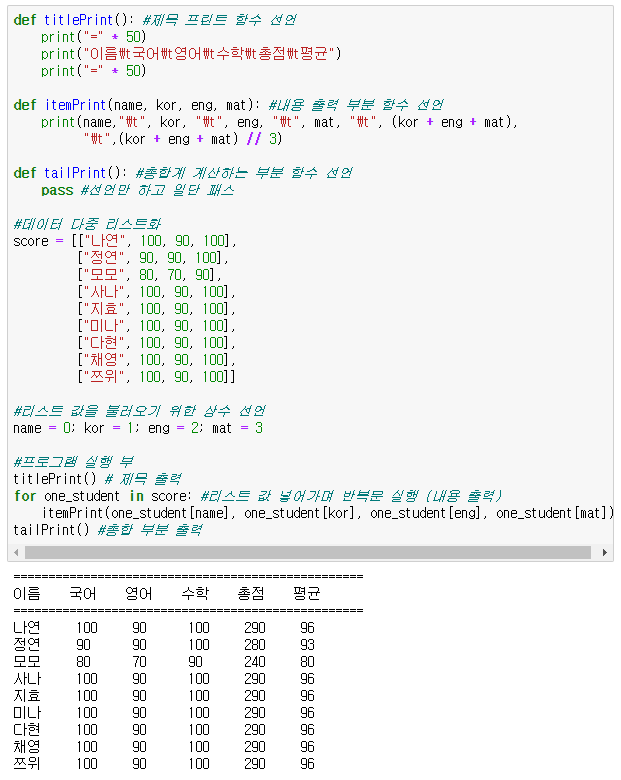 def titlePrint(): #제목 프린트 함수 선언
    print("=" * 50)
    print("이름₩t국어₩t영어₩t수학₩t총점₩t평균")
    print("=" * 50)

def itemPrint(name, kor, eng, mat): #내용 출력 부분 함수 선언
    print(name,"₩t", kor, "₩t", eng, "₩t", mat, "₩t", (kor + eng + mat),
          "₩t",(kor + eng + mat) // 3)

def tailPrint(): #총합계 계산하는 부분 함수 선언
    pass #선언만 하고 일단 패스

#데이터 다중 리스트화
score = [["나연", 100, 90, 100],
         ["정연", 90, 90, 100],
         ["모모", 80, 70, 90],
         ["사나", 100, 90, 100],
         ["지효", 100, 90, 100],
         ["미나", 100, 90, 100],
         ["다현", 100, 90, 100],
         ["채영", 100, 90, 100],
         ["쯔위", 100, 90, 100]]

#리스트 값을 불러오기 위한 상수 선언
name = 0; kor = 1; eng = 2; mat = 3

#프로그램 실행 부
titlePrint() # 제목 출력
for one_student in score: #리스트 값 넣어가며 반복문 실행 (내용 출력)
    itemPrint(one_student[name], one_student[kor], one_student[eng], one_student[mat])
tailPrint() #총합 부분 출력
==================================================
이름 국어 영어 수학 총점 평균
==================================================
나연 100 90 100 290 96
정연 90 90 100 280 93
모모 80 70 90 240 80
사나 100 90 100 290 96
지효 100 90 100 290 96
미나 100 90 100 290 96
다현 100 90 100 290 96
채영 100 90 100 290 96
쯔위 100 90 100 290 96